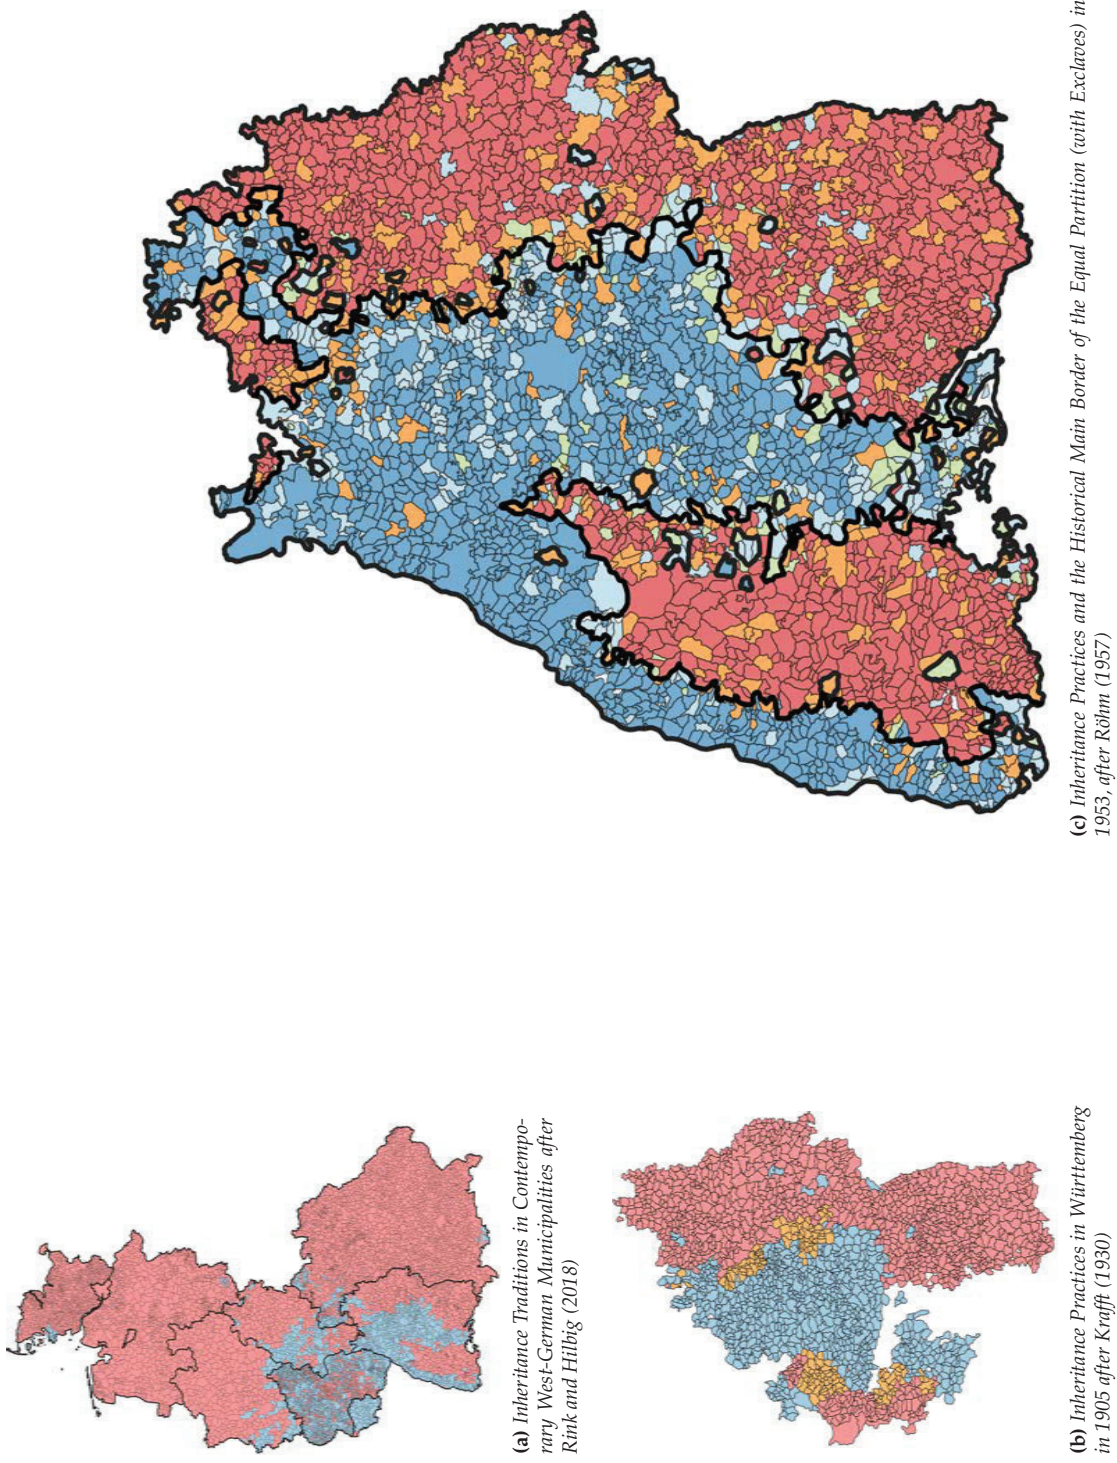 (a) Inheritance Traditions in Contempo-
rary West-German Municipalities after
Rink and Hilbig (2018)
(b) Inheritance Practices in Württemberg
in 1905 after Krafft (1930)
(c) Inheritance Practices and the Historical Main Border of the Equal Partition (with Exclaves) in
1953, after Röhm (1957)